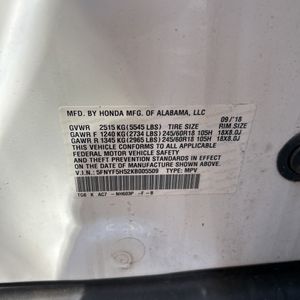 MFD. BY HONDA MFG. OF ALABAMA, LLC
09/'18
GVWR 2515 KG(5545 LBS) TIRE SIZE RIM SIZE
GAWR F 1240 KG(2734 LBS)245/60R18 105H 18X8.0J
GAWR R 1345 KG(2965 LBS)245/60R18 105H 18X8.0J
THIS VEHICLE CONFORMS TO ALL APPLICABLE
FEDERAL MOTOR VEHICLE SAFETY STANDARDS IN EFFECT
ON THE DATE OF MANUFACTURE SHOWN ABOVE.
V.I.N.: 5FNYF5H52KB005509 TYPE: MPV
TG8 K AC7 NH603P -F -B